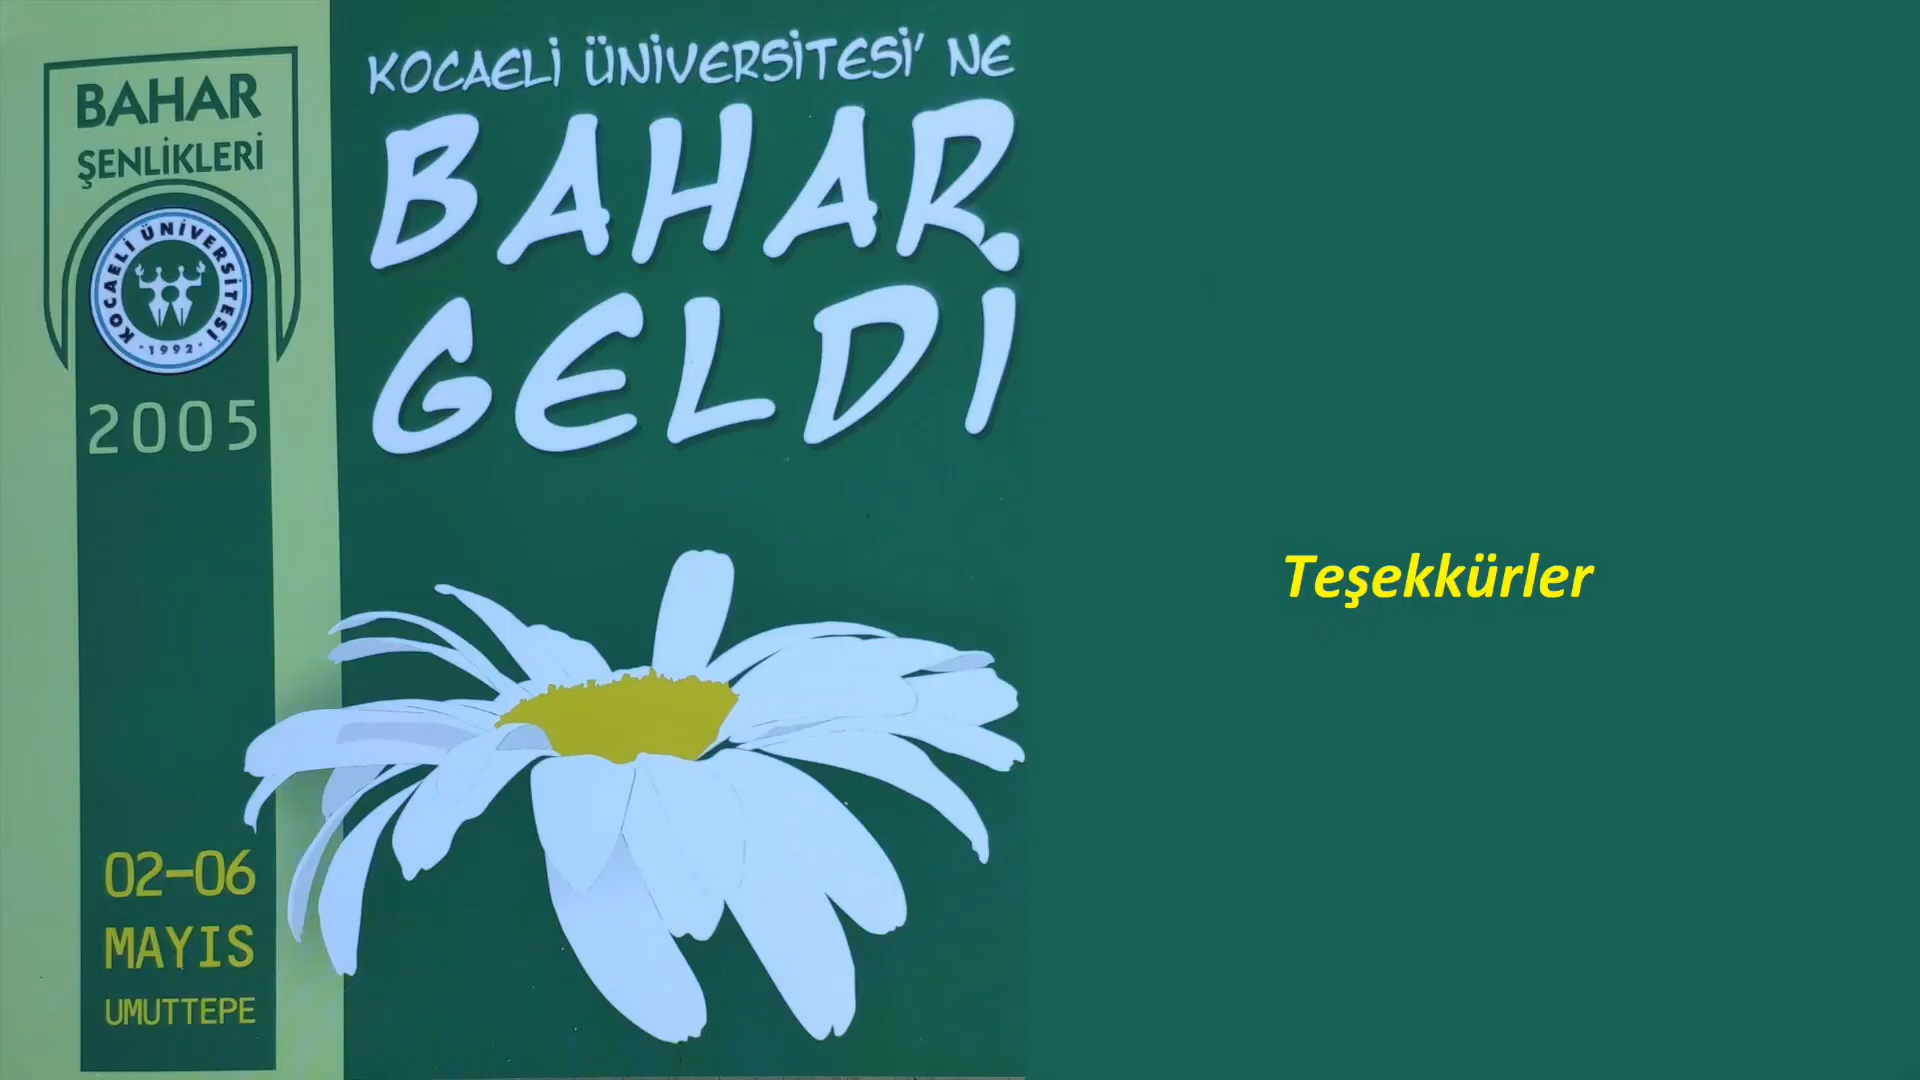 BAHAR
ŞENLİKLERİ
KOCAELİ ÜNİVERSİTESİ
·1992·
2005
02-06
MAYIS
UMUTTEPE
KOCAELİ ÜNİVERSİTESİ' NE
BAHAR
GELDİ
Teşekkürler